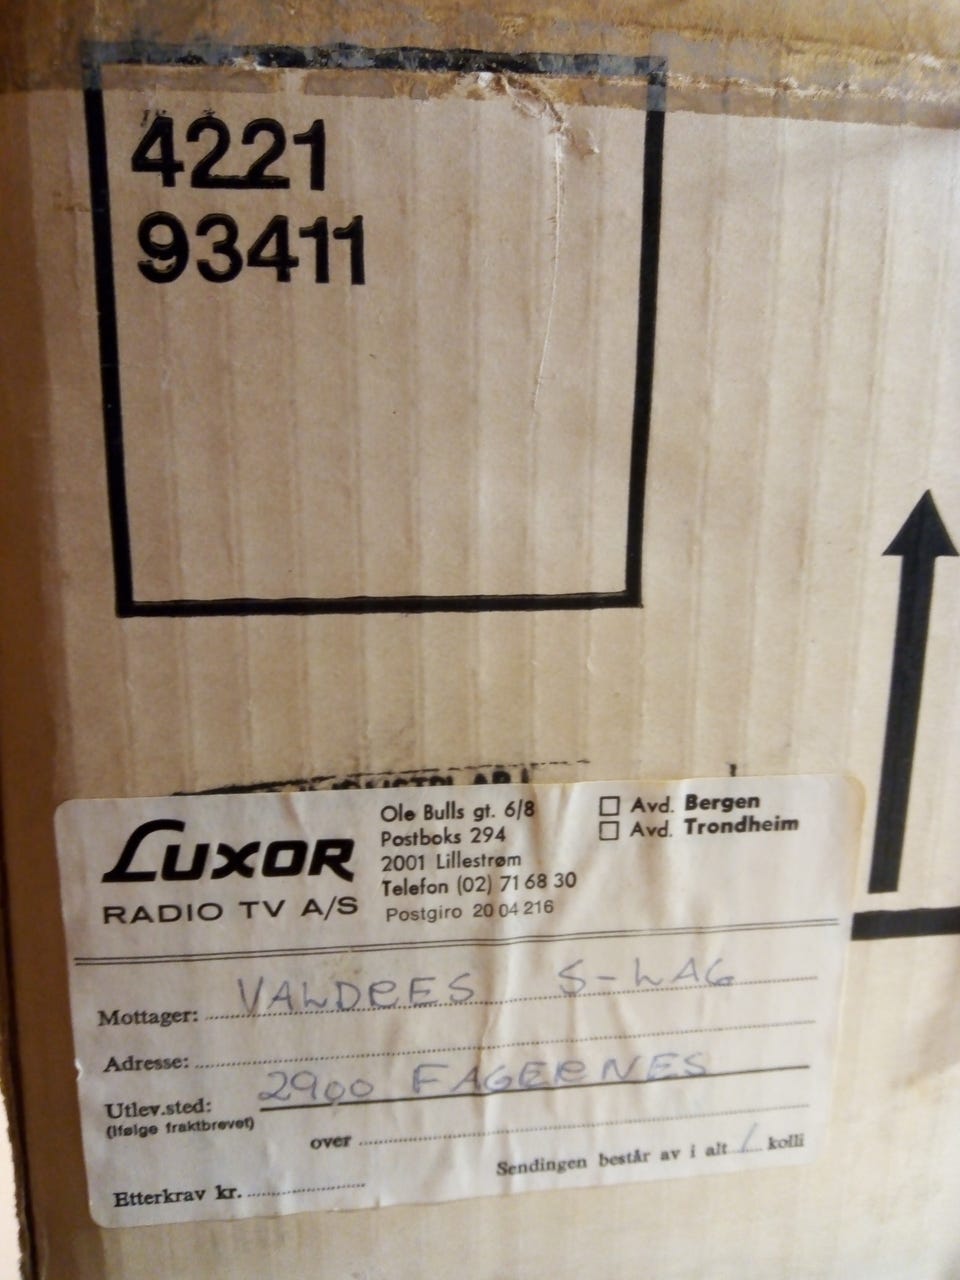 4221
93411
LUXOR
RADIO TV A/S
Ole Bulls gt. 6/8
Postboks 294
2001 Lillestrøm
Telefon (02) 71 68 30
Postgiro 20 04 216
Avd. Bergen
Avd. Trondheim
Mottager: VALDRES S-LAG
Adresse:
Utlev.sted: 2900 FAGERNES
(Ifølge fraktbrevet)
over
Sendingen består av i alt 1 kolli
Etterkrav kr.